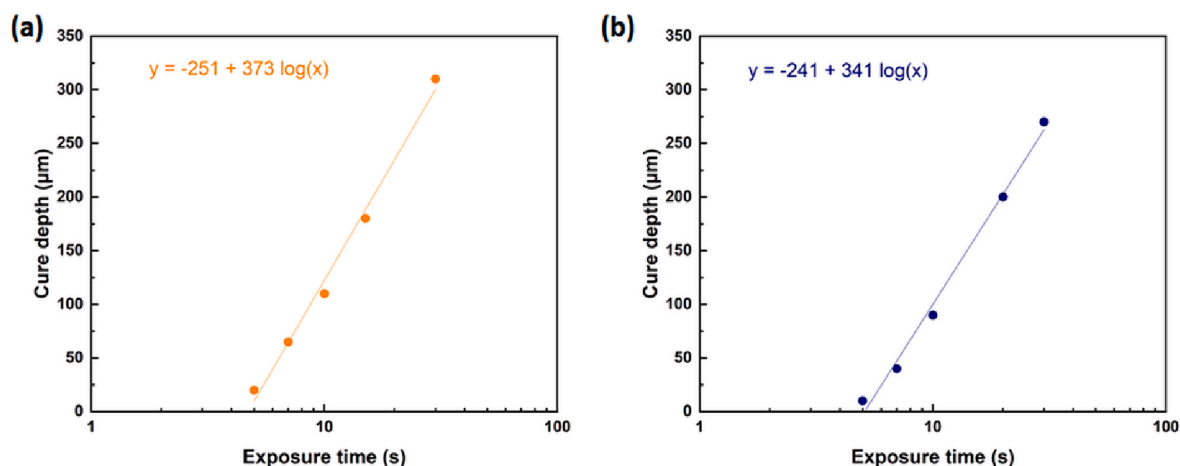 (a)
y = -251 + 373 log(x)
Cure depth (µm)
350
300
250
200
150
100
50
0
1
10
100
Exposure time (s)
(b)
y = -241 + 341 log(x)
Cure depth (µm)
350
300
250
200
150
100
50
0
1
10
100
Exposure time (s)